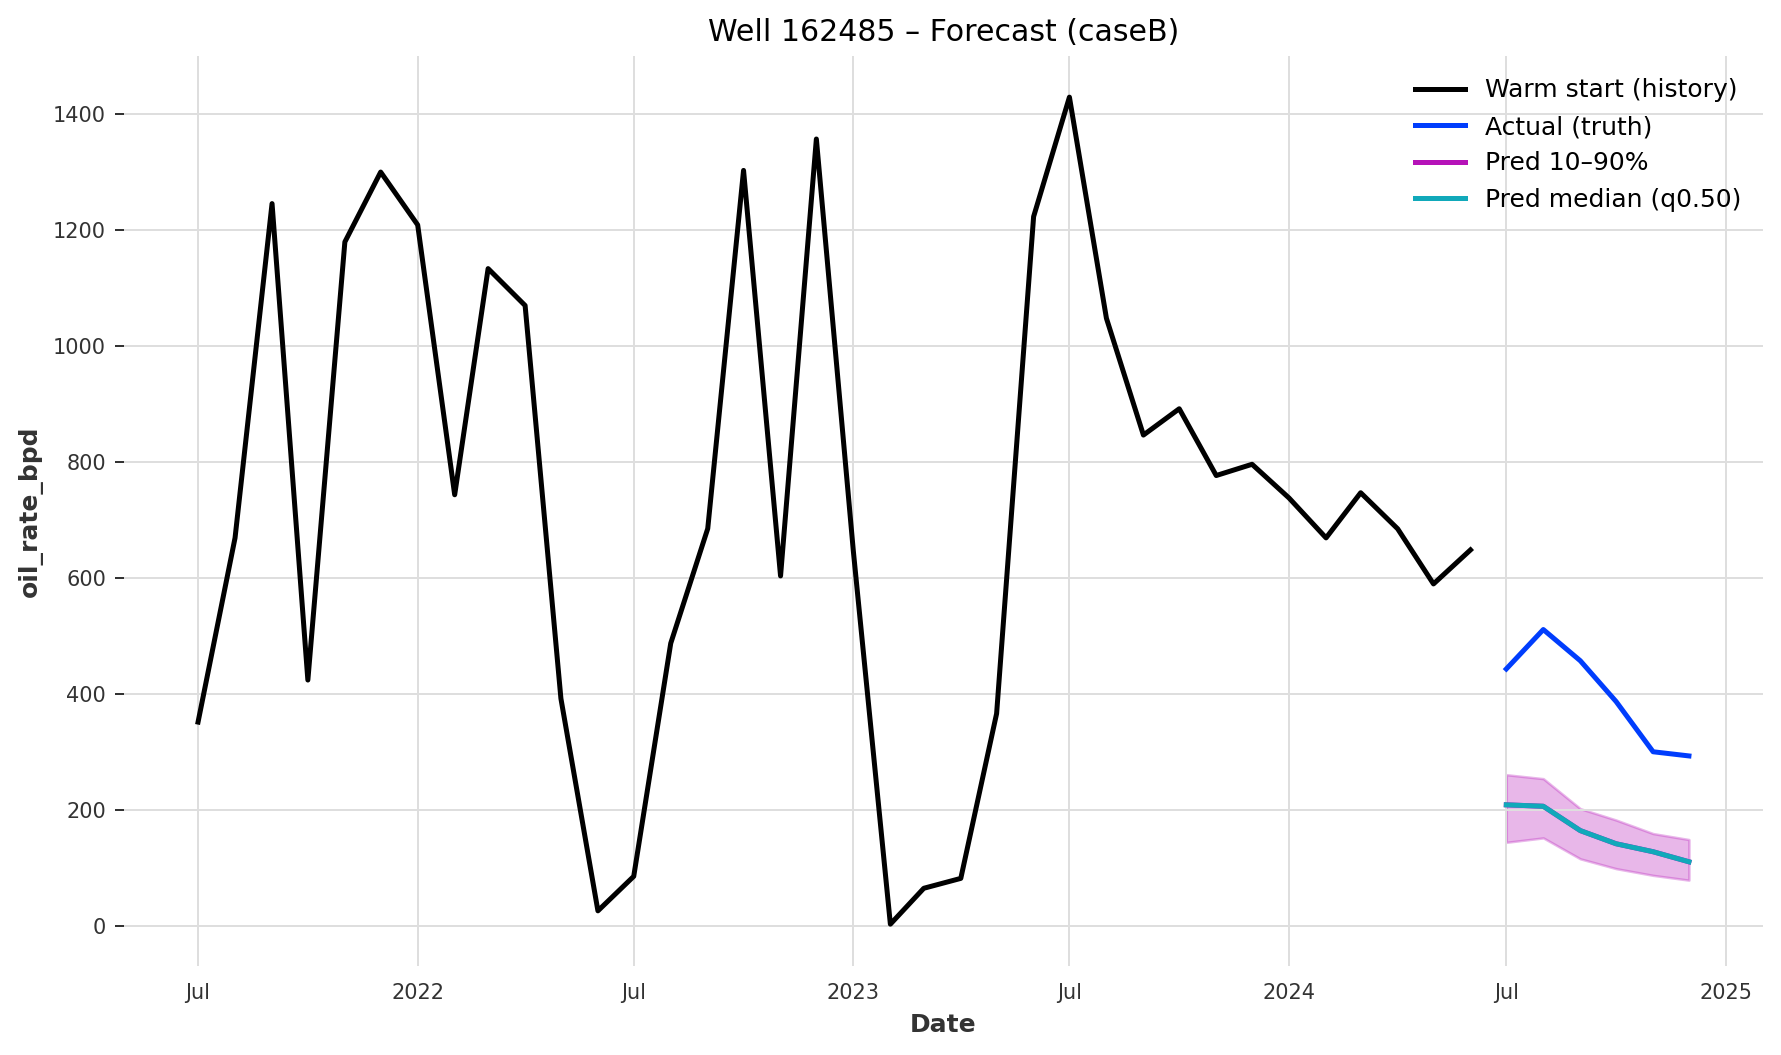 Well 162485 – Forecast (caseB)
Warm start (history)
Actual (truth)
Pred 10–90%
Pred median (q0.50)
oil_rate_bpd
1400
1200
1000
800
600
400
200
0
Jul
2022
Jul
2023
Jul
2024
Jul
2025
Date